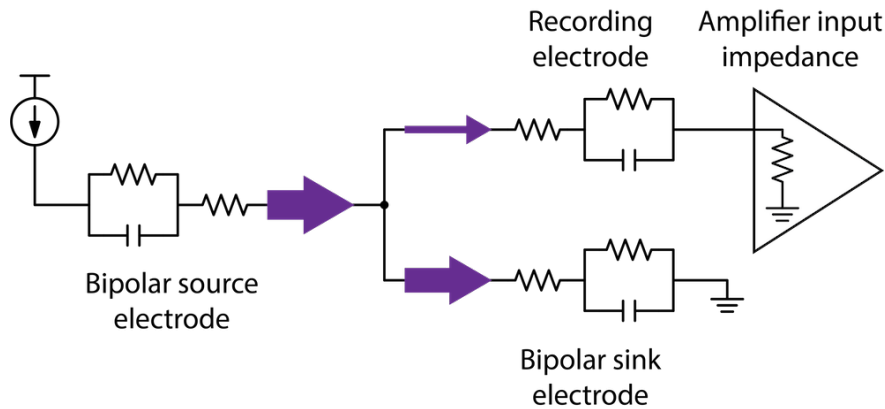 Recording
electrode
Amplifier input
impedance
Bipolar source
electrode
Bipolar sink
electrode